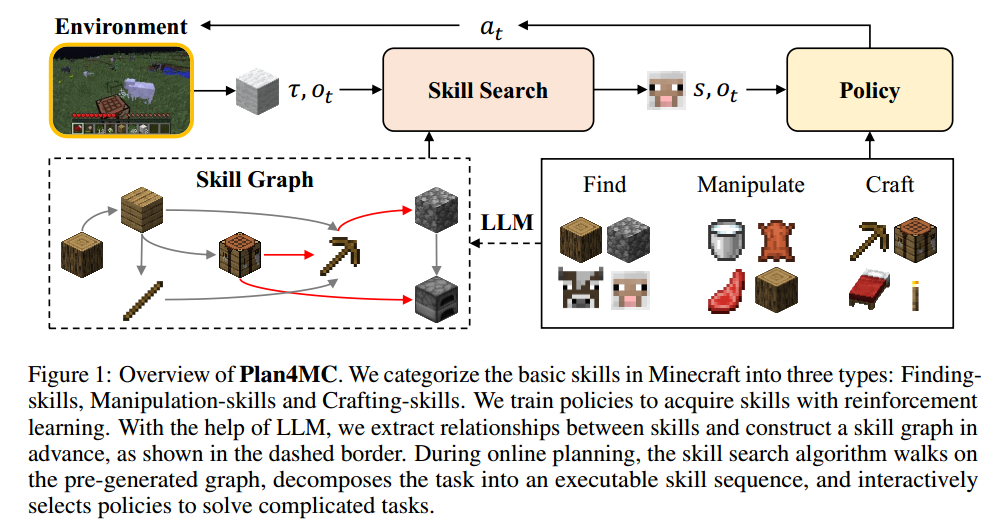 Environment
aₜ
τ, oₜ
Skill Search
s, oₜ
Policy
Skill Graph
LLM
Find
Manipulate
Craft
Figure 1: Overview of Plan4MC. We categorize the basic skills in Minecraft into three types: Finding-
skills, Manipulation-skills and Crafting-skills. We train policies to acquire skills with reinforcement
learning. With the help of LLM, we extract relationships between skills and construct a skill graph in
advance, as shown in the dashed border. During online planning, the skill search algorithm walks on
the pre-generated graph, decomposes the task into an executable skill sequence, and interactively
selects policies to solve complicated tasks.